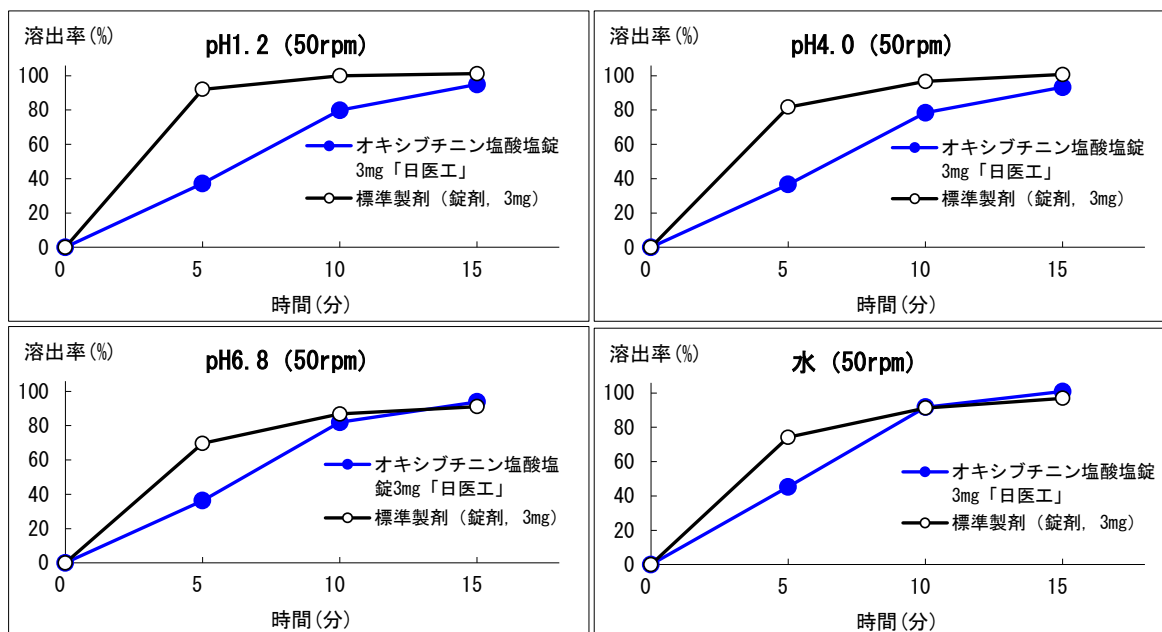 溶出率(%)
pH1.2 (50rpm)
100
80
60
40
20
0
0
5
10
15
時間(分)
オキシブチニン塩酸塩錠
3mg「日医工」
標準製剤(錠剤, 3mg)
溶出率(%)
pH4.0 (50rpm)
100
80
60
40
20
0
0
5
10
15
時間(分)
オキシブチニン塩酸塩錠
3mg「日医工」
標準製剤(錠剤, 3mg)
溶出率(%)
pH6.8 (50rpm)
100
80
60
40
20
0
0
5
10
15
時間(分)
オキシブチニン塩酸塩
錠3mg「日医工」
標準製剤(錠剤, 3mg)
溶出率(%)
水 (50rpm)
100
80
60
40
20
0
0
5
10
15
時間(分)
オキシブチニン塩酸塩錠
3mg「日医工」
標準製剤(錠剤, 3mg)